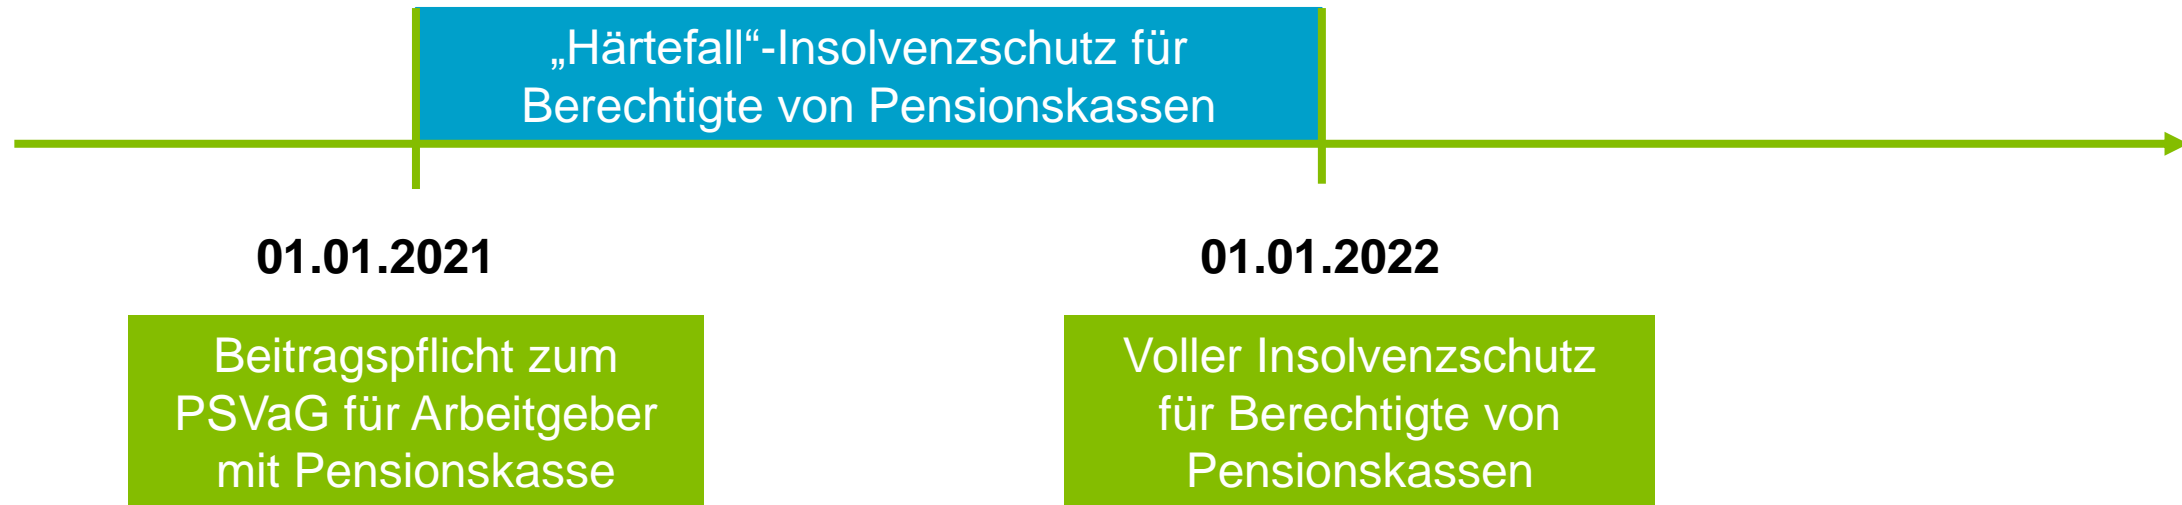 „Härtefall“-Insolvenzschutz für
Berechtigte von Pensionskassen
01.01.2021
01.01.2022
Beitragspflicht zum
PSVaG für Arbeitgeber
mit Pensionskasse
Voller Insolvenzschutz
für Berechtigte von
Pensionskassen